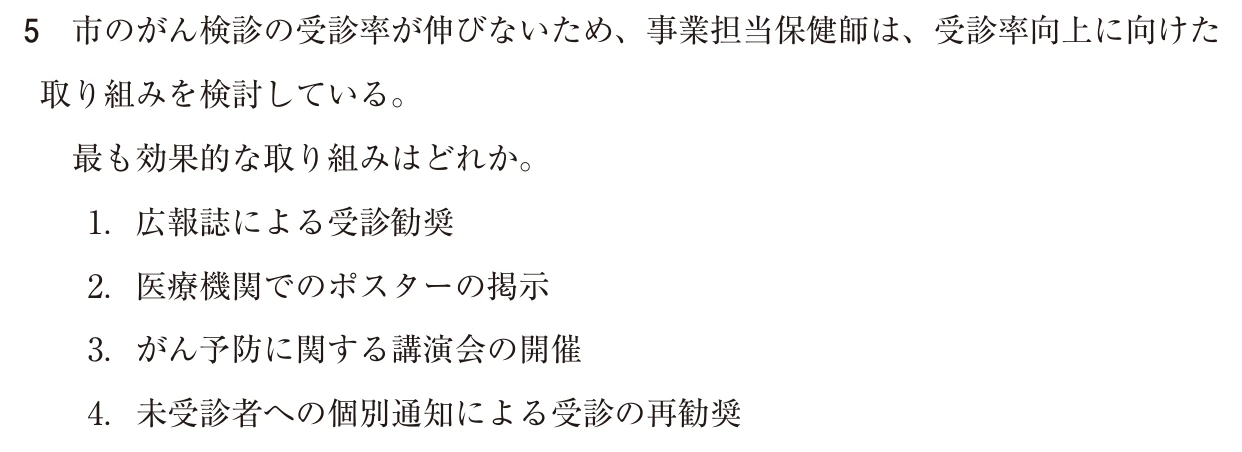 5 市のがん検診の受診率が伸びないため、事業担当保健師は、受診率向上に向けた
取り組みを検討している。
最も効果的な取り組みはどれか。
1. 広報誌による受診勧奨
2. 医療機関でのポスターの掲示
3. がん予防に関する講演会の開催
4. 未受診者への個別通知による受診の再勧奨